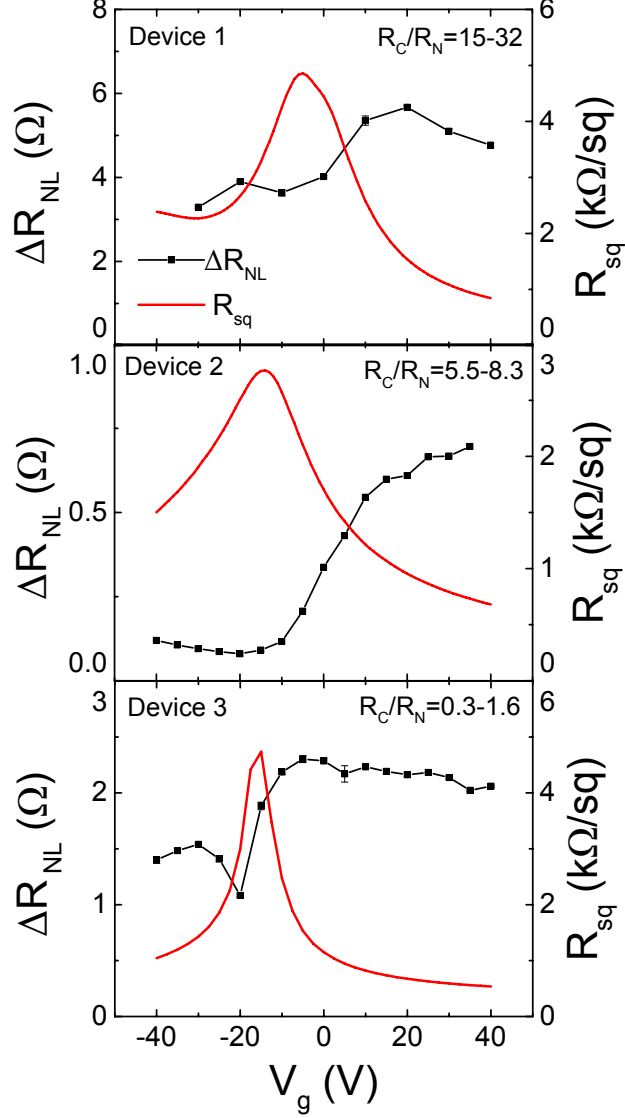 Device 1
R_C/R_N=15-32
8
6
4
2
0
ΔR_NL (Ω)
6
4
2
0
R_sq (kΩ/sq)
ΔR_NL
R_sq
Device 2
R_C/R_N=5.5-8.3
1.0
0.5
0.0
ΔR_NL (Ω)
3
2
1
0
R_sq (kΩ/sq)
Device 3
R_C/R_N=0.3-1.6
3
2
1
0
ΔR_NL (Ω)
6
4
2
0
R_sq (kΩ/sq)
-40 -20 0 20 40
V_g (V)